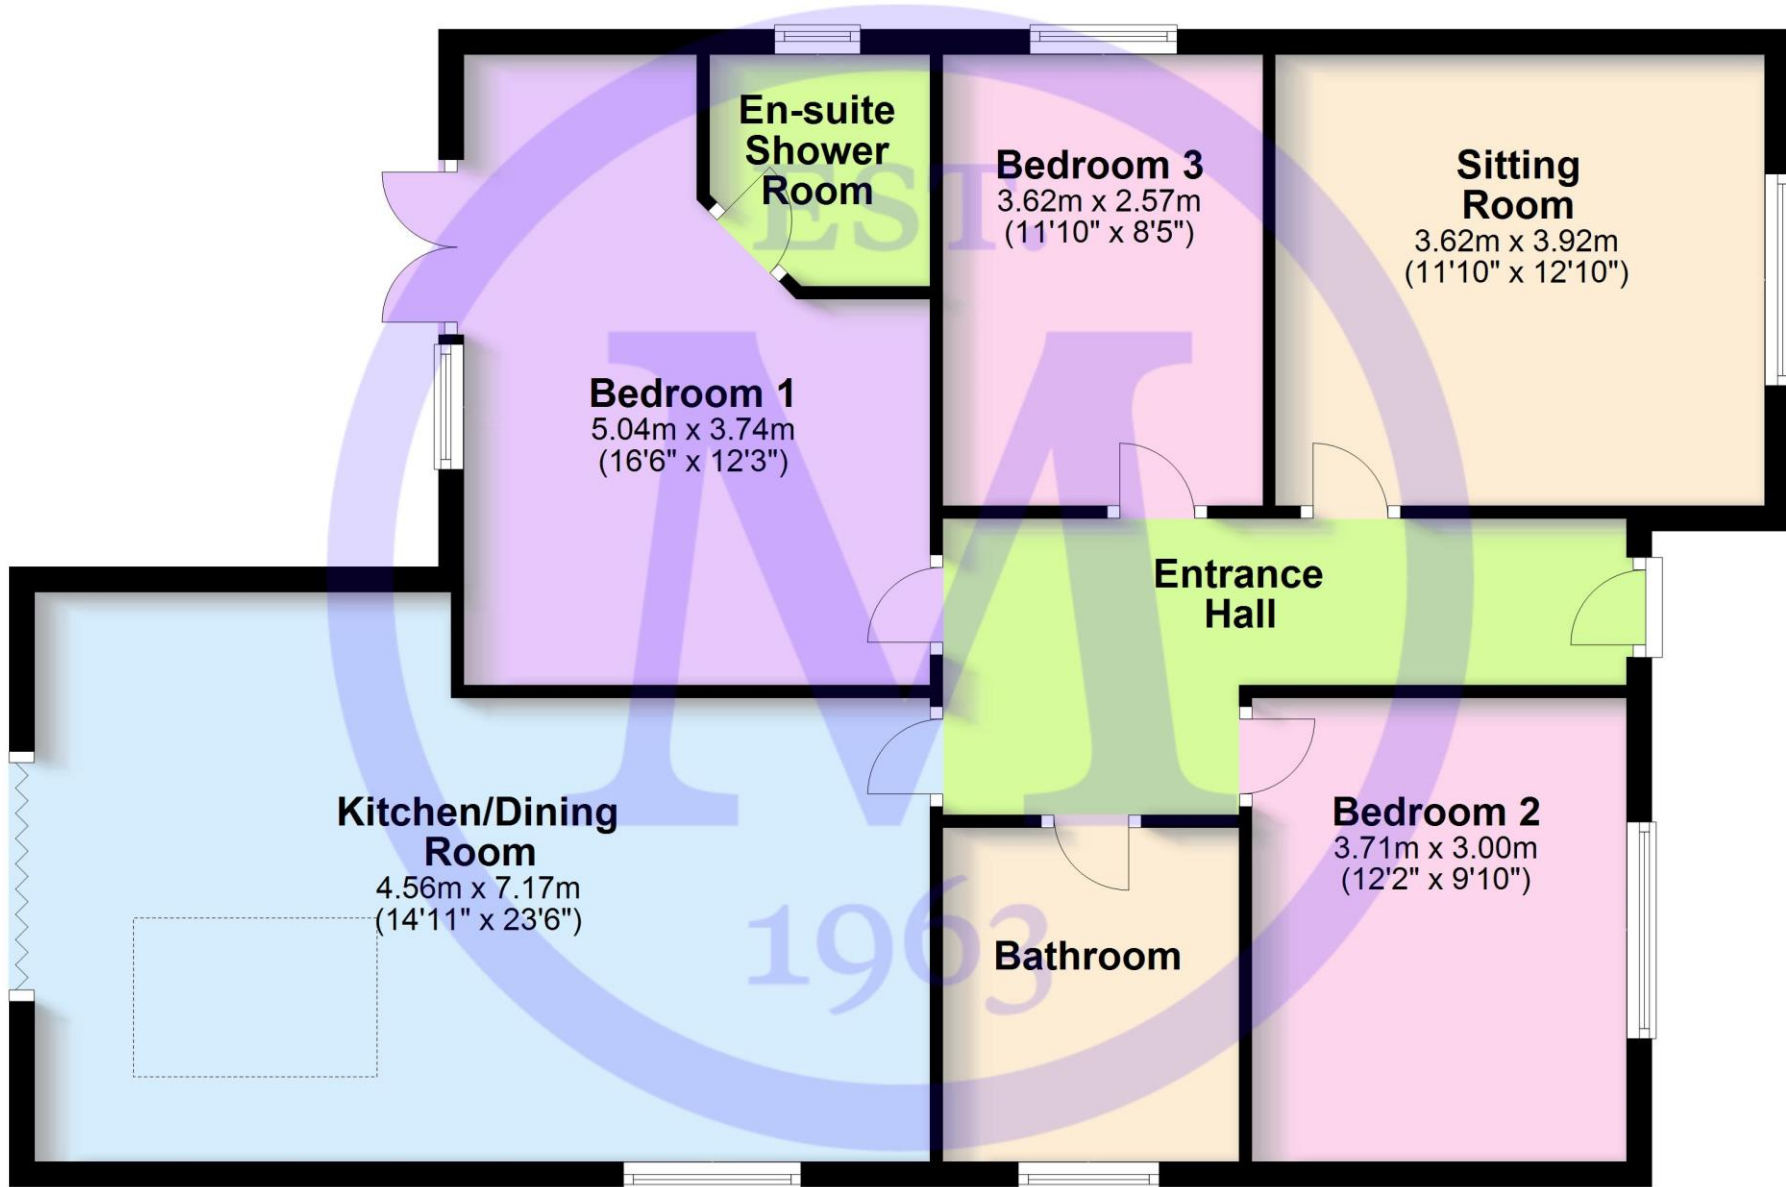 En-suite
Shower
Room
Bedroom 3
3.62m x 2.57m
(11'10" x 8'5")
Sitting
Room
3.62m x 3.92m
(11'10" x 12'10")
EST.
M
Bedroom 1
5.04m x 3.74m
(16'6" x 12'3")
Entrance
Hall
Kitchen/Dining
Room
4.56m x 7.17m
(14'11" x 23'6")
Bedroom 2
3.71m x 3.00m
(12'2" x 9'10")
Bathroom
1963